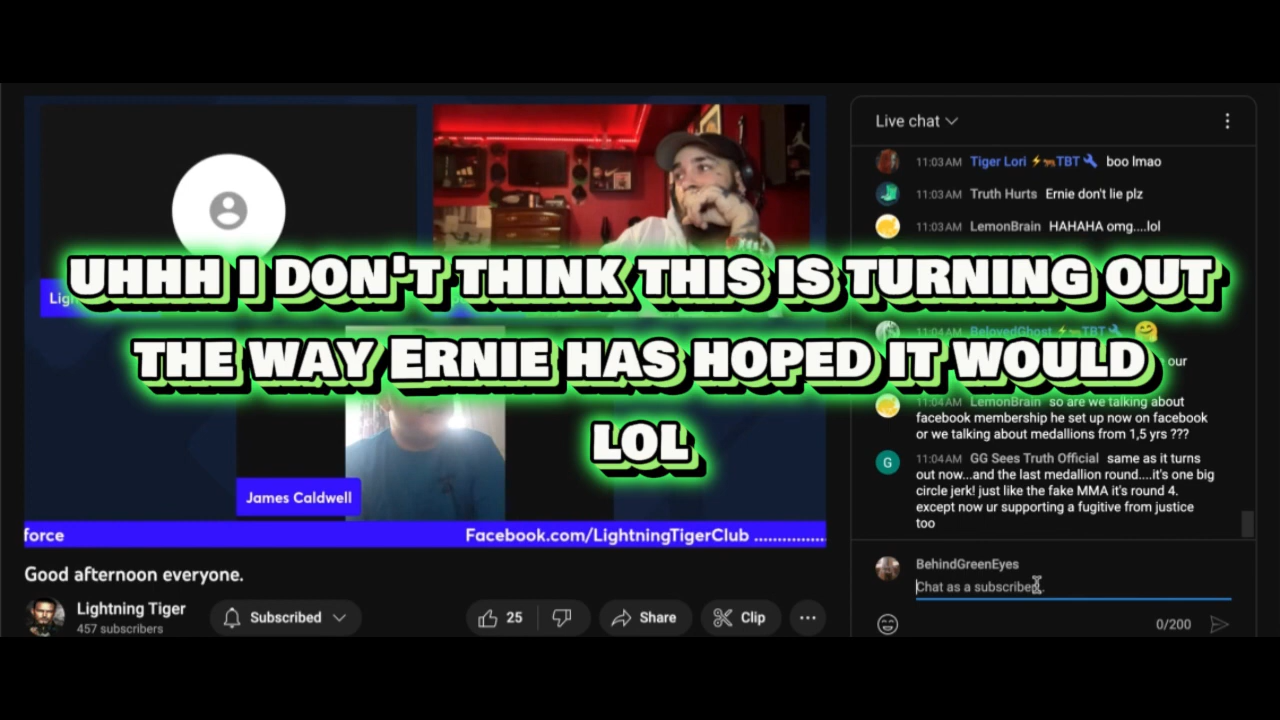 UHHH I DON'T THINK THIS IS TURNING OUT
THE WAY ERNIE HAS HOPED IT WOULD
LOL
James Caldwell
force
Facebook.com/LightningTigerClub ................
Good afternoon everyone.
Lightning Tiger
457 subscribers
Subscribed
25
Share
Clip
Live chat
11:03 AM Tiger Lori ⚡🐅TBT boo lmao
11:03 AM Truth Hurts Ernie don't lie plz
11:03 AM LemonBrain HAHAHA omg....lol
11:04 AM BelovedGhost ⚡🐅TBT 🤗
our
11:04 AM LemonBrain so are we talking about
facebook membership he set up now on facebook
or we talking about medallions from 1,5 yrs ???
G
11:04 AM GG Sees Truth Official same as it turns
out now...and the last medallion round....it's one big
circle jerk! just like the fake MMA it's round 4.
except now ur supporting a fugitive from justice
too
BehindGreenEyes
Chat as a subscriber...
0/200